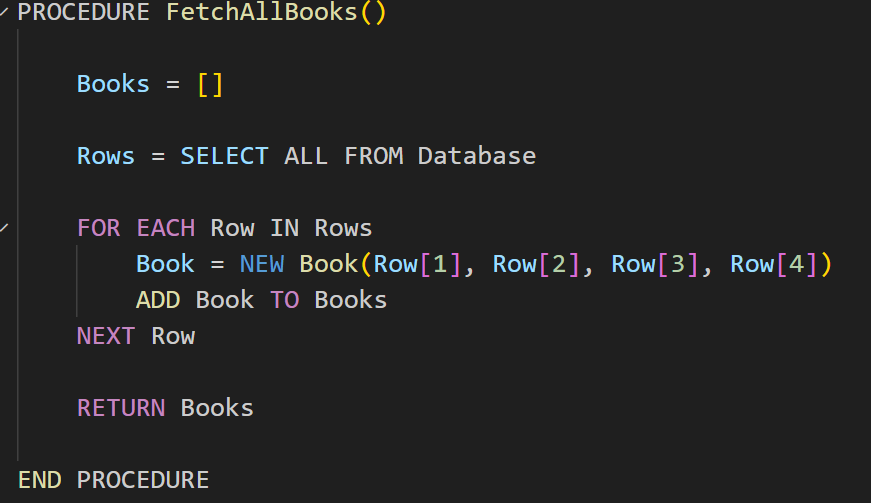 PROCEDURE FetchAllBooks()
Books = []
Rows = SELECT ALL FROM Database
FOR EACH Row IN Rows
Book = NEW Book(Row[1], Row[2], Row[3], Row[4])
ADD Book TO Books
NEXT Row
RETURN Books
END PROCEDURE